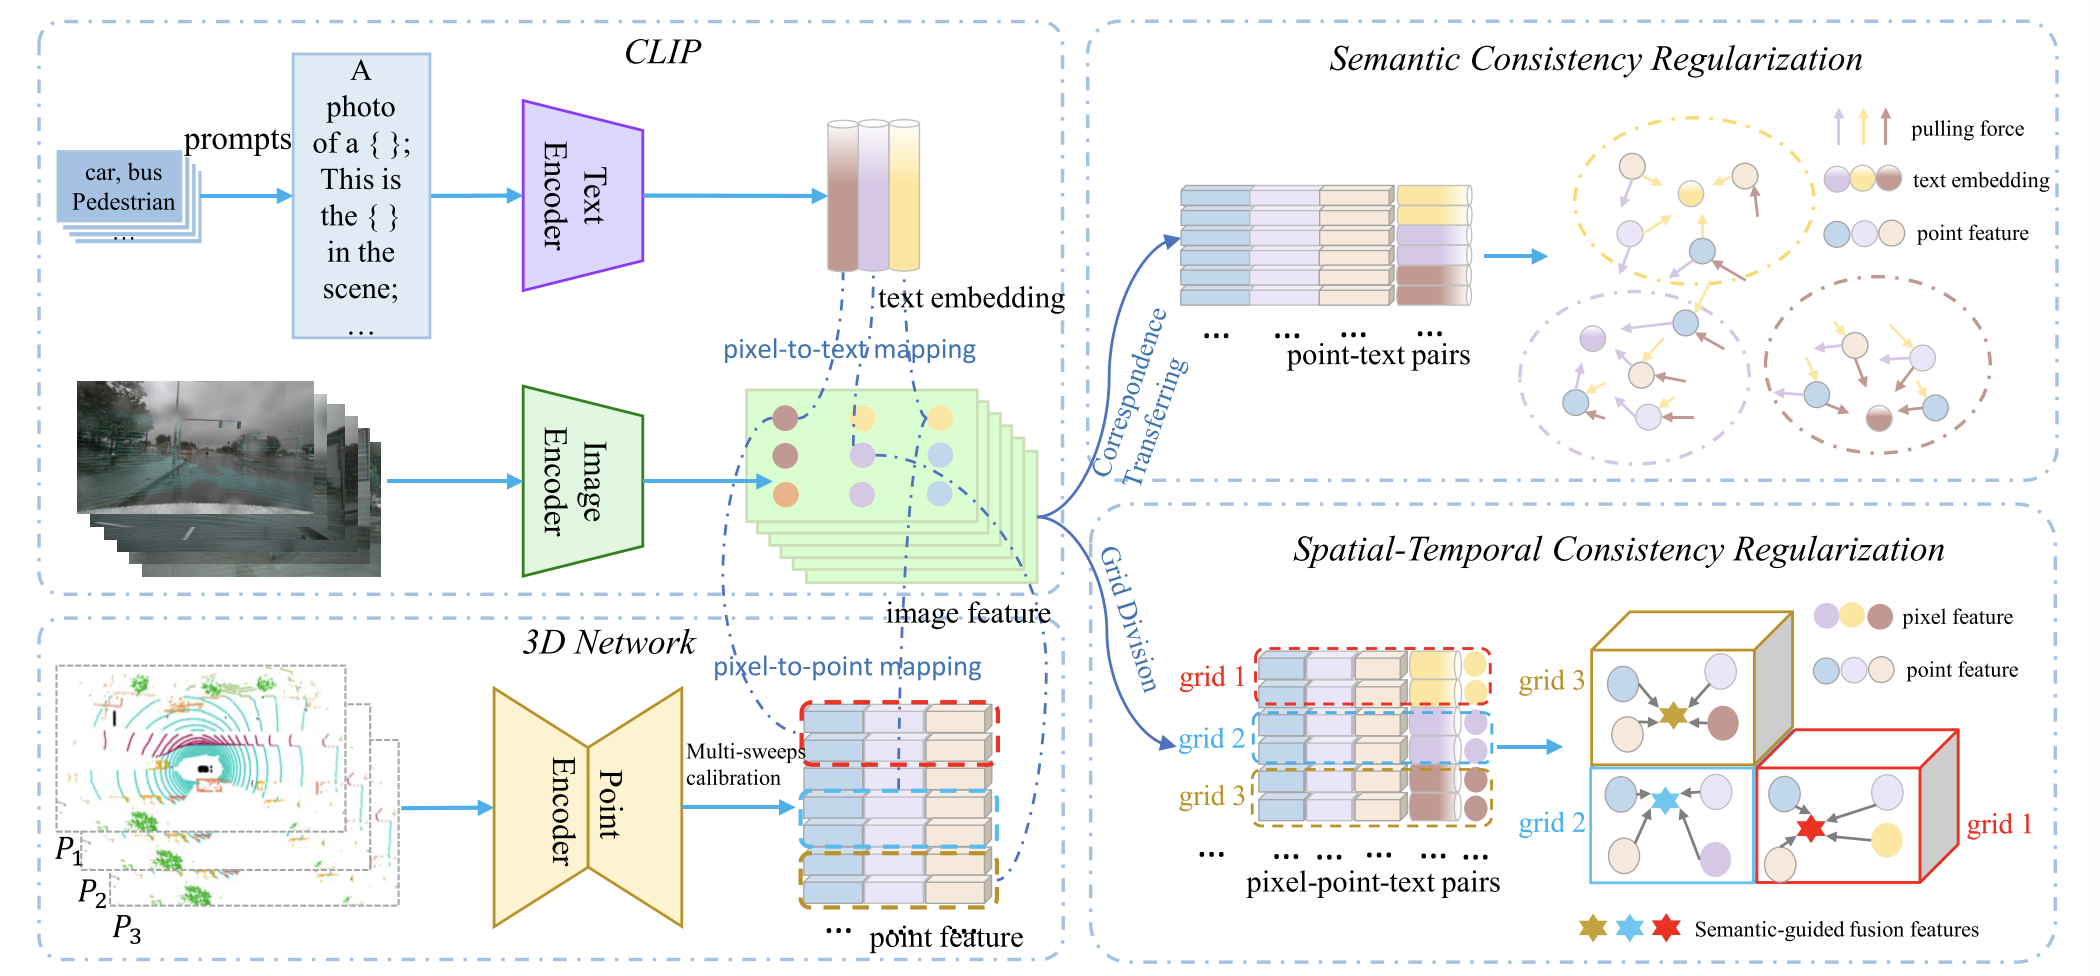 CLIP
prompts
car, bus
Pedestrian
...
A
photo
of a { };
This is
the { }
in the
scene;
...
Text
Encoder
text embedding
pixel-to-text mapping
Image
Encoder
image feature
3D Network
pixel-to-point mapping
P1
P2
P3
Point
Encoder
Multi-sweeps
calibration
... ... ...
point feature
Correspondence
Transferring
Grid Division
Semantic Consistency Regularization
pulling force
text embedding
point feature
... ... ... ...
point-text pairs
Spatial-Temporal Consistency Regularization
pixel feature
point feature
grid 1
grid 2
grid 3
... ... ... ... ... ...
pixel-point-text pairs
grid 3
grid 2
grid 1
Semantic-guided fusion features